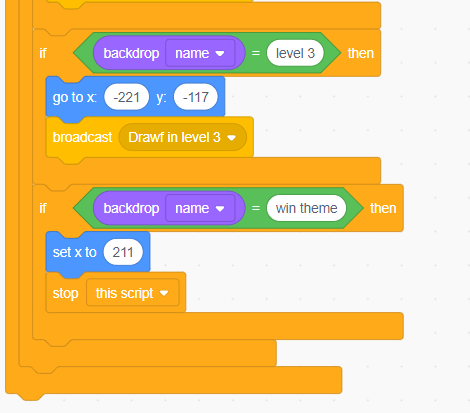 if backdrop name = level 3 then
go to x: -221 y: -117
broadcast Drawf in level 3
if backdrop name = win theme then
set x to 211
stop this script